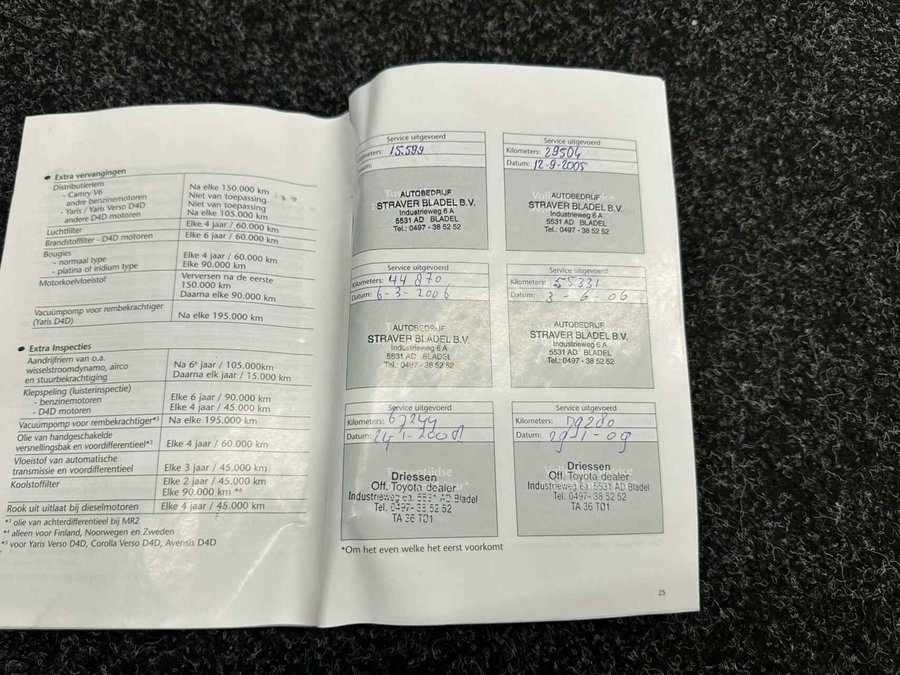 ● Extra vervangingen
Distributieriem
- Camry V6 Na elke 150.000 km
andre benzinemotoren Niet van toepassing
- Yaris / Yaris Verso D4D Niet van toepassing
andere D4D motoren Na elke 105.000 km
Luchtfilter Elke 4 jaar / 60.000 km
Brandstoffilter - D4D motoren Elke 6 jaar / 60.000 km
Bougies
- normaal type Elke 4 jaar / 60.000 km
- platina of iridium type Elke 90.000 km
Motorkoelvloeistof Verversen na de eerste
150.000 km
Daarna elke 90.000 km
Vacuümpomp voor rembekrachtiger
(Yaris D4D) Na elke 195.000 km
● Extra Inspecties
Aandrijfriem van o.a.
wisselstroomdynamo, airco Na 6e jaar / 105.000km
en stuurbekrachtiging Daarna elk jaar / 15.000 km
Klepspeling (luisterinspectie)
- benzinemotoren Elke 6 jaar / 90.000 km
- D4D motoren Elke 4 jaar / 45.000 km
Vacuümpomp voor rembekrachtiger*5 Na elke 195.000 km
Olie van handgeschakelde
versnellingsbak en voordifferentieel*3 Elke 4 jaar / 60.000 km
Vloeistof van automatische
transmissie en voordifferentieel Elke 3 jaar / 45.000 km
Koolstoffilter Elke 2 jaar / 45.000 km
Elke 90.000 km *4
Rook uit uitlaat bij dieselmotoren Elke 4 jaar / 45.000 km
*3 olie van achterdifferentieel bij MR2
*4 alleen voor Finland, Noorwegen en Zweden
*5 voor Yaris Verso D4D, Corolla Verso D4D, Avensis D4D
Service uitgevoerd
15.599
AUTOBEDRIJF
STRAVER BLADEL B.V.
Industrieweg 6 A
5531 AD BLADEL
Tel.: 0497 - 38 52 52
Service uitgevoerd
Kilometers: 29504
Datum: 12-9-2005
AUTOBEDRIJF
STRAVER BLADEL B.V.
Industrieweg 6 A
5531 AD BLADEL
Tel.: 0497 - 38 52 52
Service uitgevoerd
Kilometers: 44 870
Datum: 6-3-2006
AUTOBEDRIJF
STRAVER BLADEL B.V.
Industrieweg 6 A
5531 AD BLADEL
Tel.: 0497 - 38 52 52
Service uitgevoerd
Kilometers: 55331
Datum: 3-6-06
AUTOBEDRIJF
STRAVER BLADEL B.V.
Industrieweg 6 A
5531 AD BLADEL
Tel.: 0497 - 38 52 52
Service uitgevoerd
Kilometers: 67244
Datum:
Driessen
Off. Toyota dealer
Industrieweg 6a. 5531 AD Bladel
Tel. 0497- 38 52 52
TA 36 T01
Service uitgevoerd
Kilometers: 79280
Datum: 29-1-09
Driessen
Off. Toyota dealer
Industrieweg 6a. 5531 AD Bladel
Tel. 0497- 38 52 52
TA 36 T01
*Om het even welke het eerst voorkomt
25